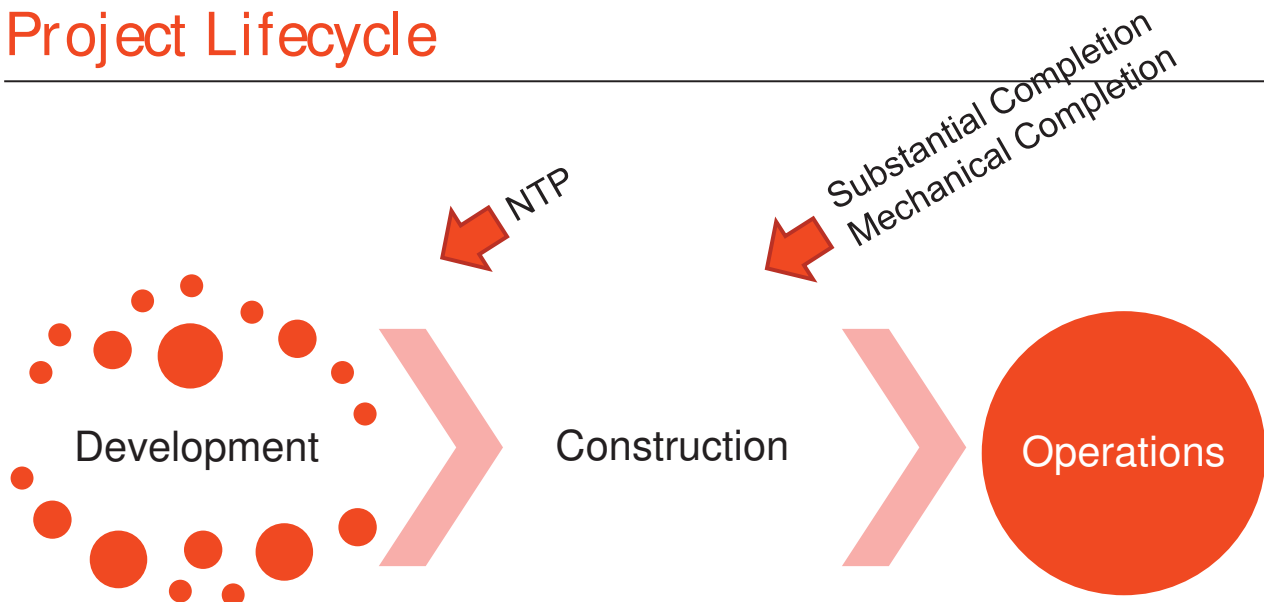 Project Lifecycle
Substantial Completion
Mechanical Completion
NTP
Development
Construction
Operations